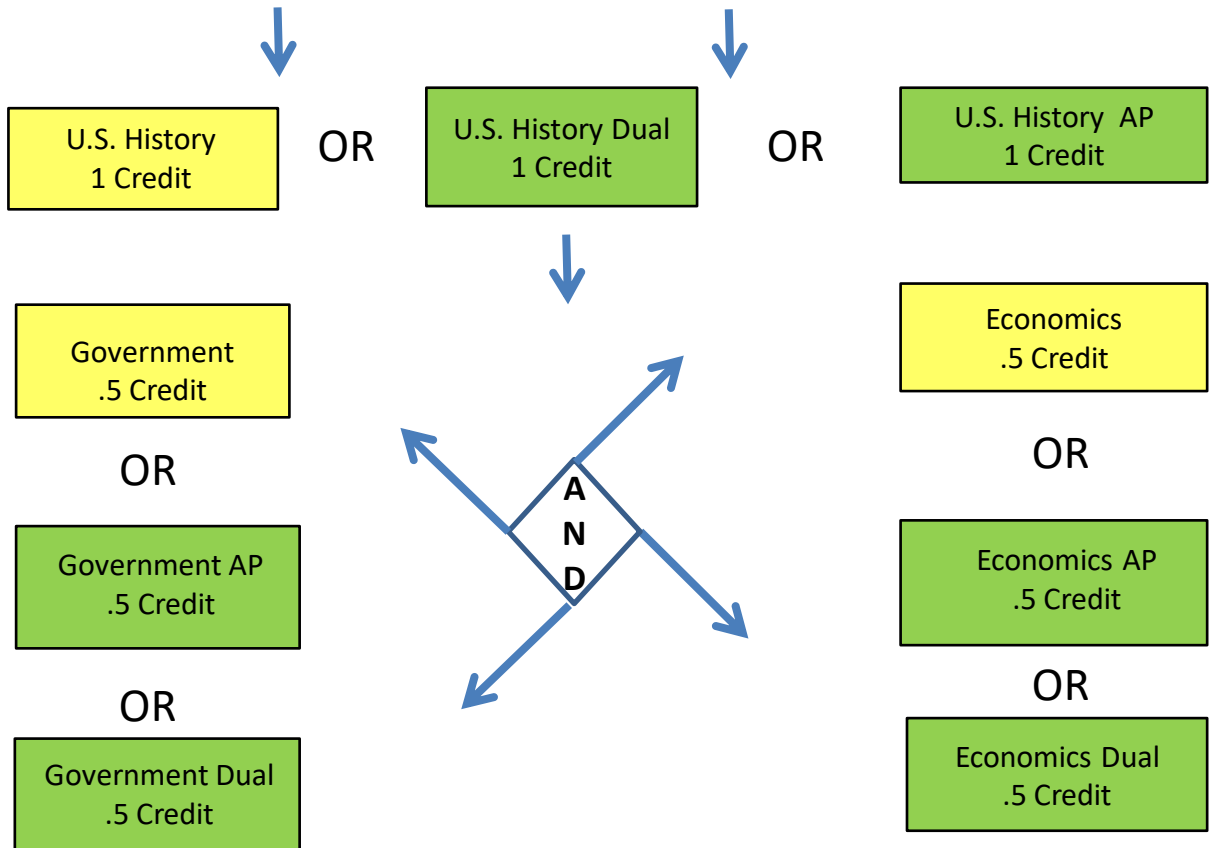 U.S. History
1 Credit
OR
U.S. History Dual
1 Credit
OR
U.S. History AP
1 Credit
Government
.5 Credit
OR
Government AP
.5 Credit
OR
Government Dual
.5 Credit
A
N
D
Economics
.5 Credit
OR
Economics AP
.5 Credit
OR
Economics Dual
.5 Credit